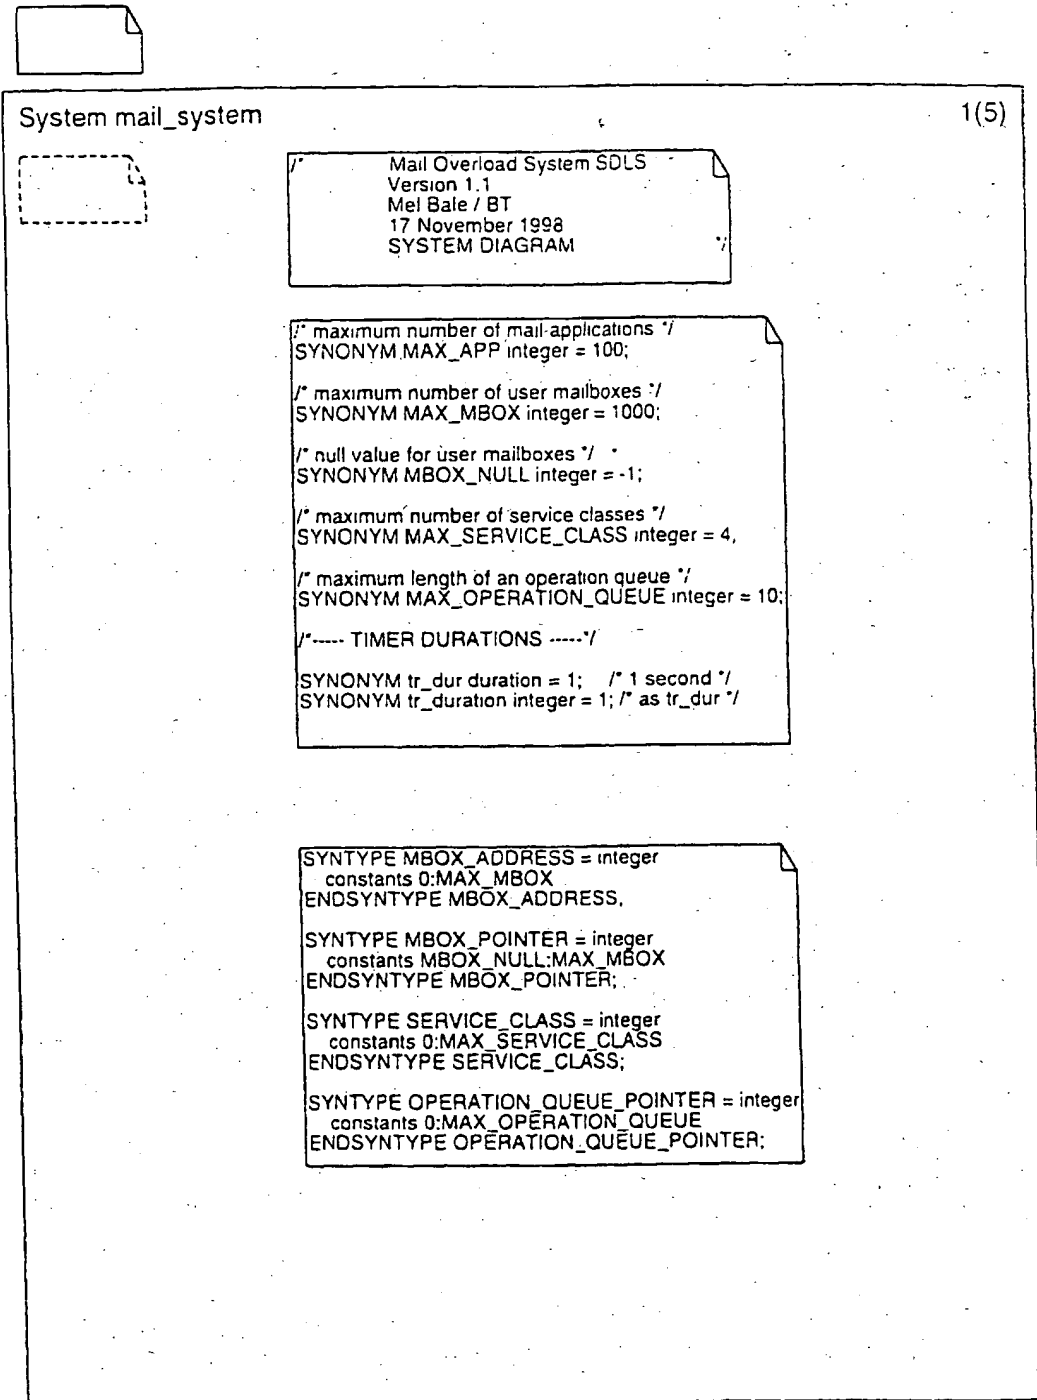 System mail_system
1(5)
/* Mail Overload System SDLS
Version 1.1
Mel Bale / BT
17 November 1998
SYSTEM DIAGRAM */
/* maximum number of mail applications */
SYNONYM MAX_APP integer = 100;
/* maximum number of user mailboxes */
SYNONYM MAX_MBOX integer = 1000;
/* null value for user mailboxes */
SYNONYM MBOX_NULL integer = -1;
/* maximum number of service classes */
SYNONYM MAX_SERVICE_CLASS integer = 4,
/* maximum length of an operation queue */
SYNONYM MAX_OPERATION_QUEUE integer = 10;
/*----- TIMER DURATIONS -----*/
SYNONYM tr_dur duration = 1; /* 1 second */
SYNONYM tr_duration integer = 1; /* as tr_dur */
SYNTYPE MBOX_ADDRESS = integer
constants 0:MAX_MBOX
ENDSYNTYPE MBOX_ADDRESS,
SYNTYPE MBOX_POINTER = integer
constants MBOX_NULL:MAX_MBOX
ENDSYNTYPE MBOX_POINTER;
SYNTYPE SERVICE_CLASS = integer
constants 0:MAX_SERVICE_CLASS
ENDSYNTYPE SERVICE_CLASS;
SYNTYPE OPERATION_QUEUE_POINTER = integer
constants 0:MAX_OPERATION_QUEUE
ENDSYNTYPE OPERATION_QUEUE_POINTER;